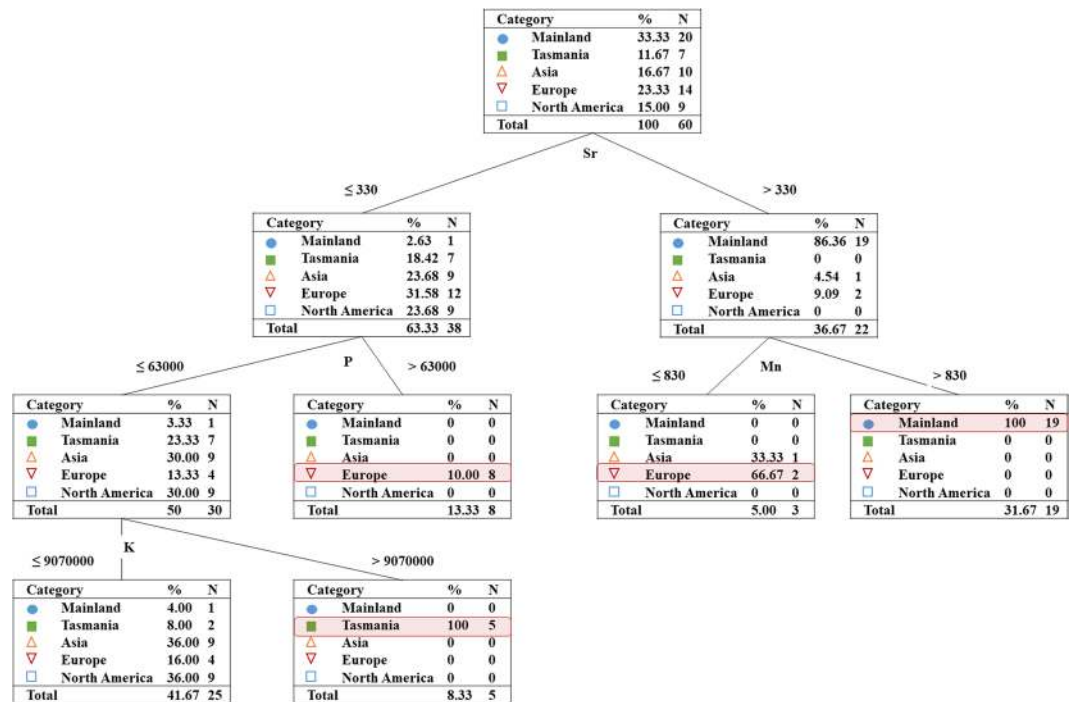 Category % N
Mainland 33.33 20
Tasmania 11.67 7
Asia 16.67 10
Europe 23.33 14
North America 15.00 9
Total 100 60
Sr
≤ 330
> 330
Category % N
Mainland 2.63 1
Tasmania 18.42 7
Asia 23.68 9
Europe 31.58 12
North America 23.68 9
Total 63.33 38
Category % N
Mainland 86.36 19
Tasmania 0 0
Asia 4.54 1
Europe 9.09 2
North America 0 0
Total 36.67 22
≤ 63000
P
> 63000
≤ 830
Mn
> 830
Category % N
Mainland 3.33 1
Tasmania 23.33 7
Asia 30.00 9
Europe 13.33 4
North America 30.00 9
Total 50 30
Category % N
Mainland 0 0
Tasmania 0 0
Asia 0 0
Europe 10.00 8
North America 0 0
Total 13.33 8
Category % N
Mainland 0 0
Tasmania 0 0
Asia 33.33 1
Europe 66.67 2
North America 0 0
Total 5.00 3
Category % N
Mainland 100 19
Tasmania 0 0
Asia 0 0
Europe 0 0
North America 0 0
Total 31.67 19
K
≤ 9070000
> 9070000
Category % N
Mainland 4.00 1
Tasmania 8.00 2
Asia 36.00 9
Europe 16.00 4
North America 36.00 9
Total 41.67 25
Category % N
Mainland 0 0
Tasmania 100 5
Asia 0 0
Europe 0 0
North America 0 0
Total 8.33 5